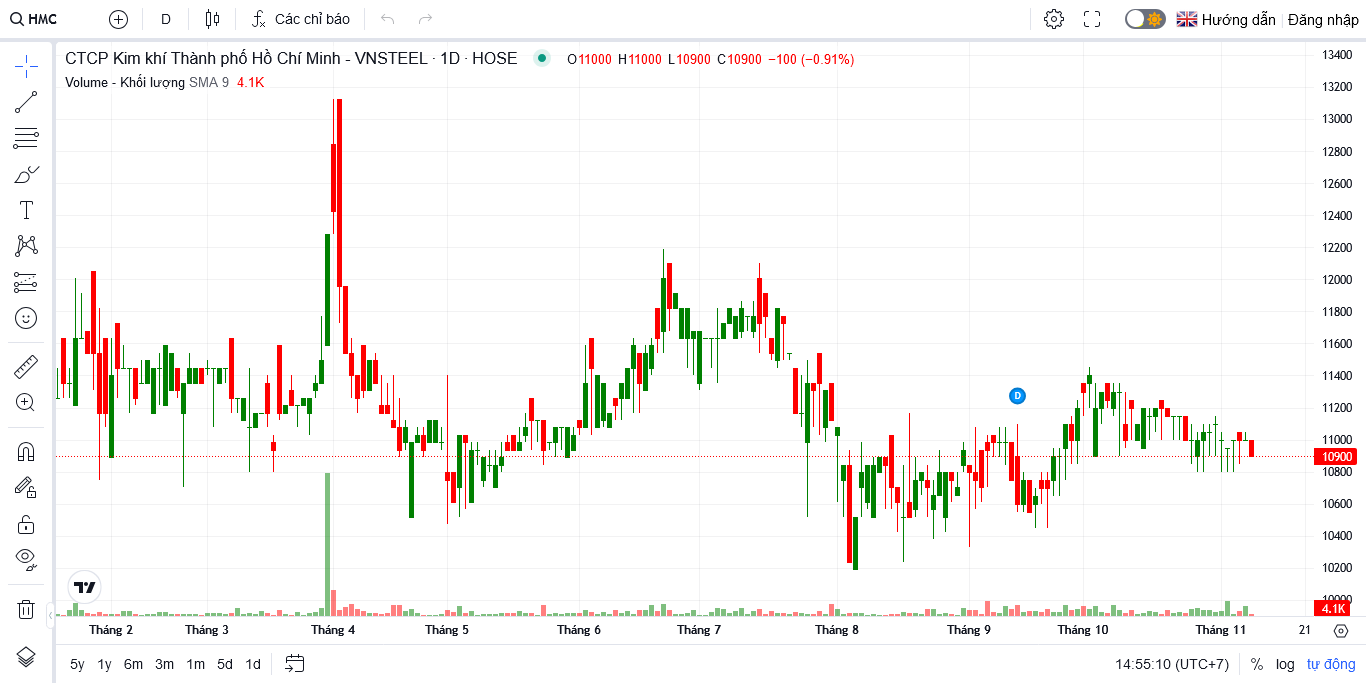 HMC D Các chỉ báo Hướng dẫn Đăng nhập
CTCP Kim khí Thành phố Hồ Chí Minh - VNSTEEL · 1D · HOSE O11000 H11000 L10900 C10900 −100 (−0.91%)
Volume - Khối lượng SMA 9 4.1K
13400
13200
13000
12800
12600
12400
12200
12000
11800
11600
11400
11200
11000
10900
10800
10600
10400
10200
10000
4.1K
D
Tháng 2 Tháng 3 Tháng 4 Tháng 5 Tháng 6 Tháng 7 Tháng 8 Tháng 9 Tháng 10 Tháng 11 21
5y 1y 6m 3m 1m 5d 1d 14:55:10 (UTC+7) % log tự động